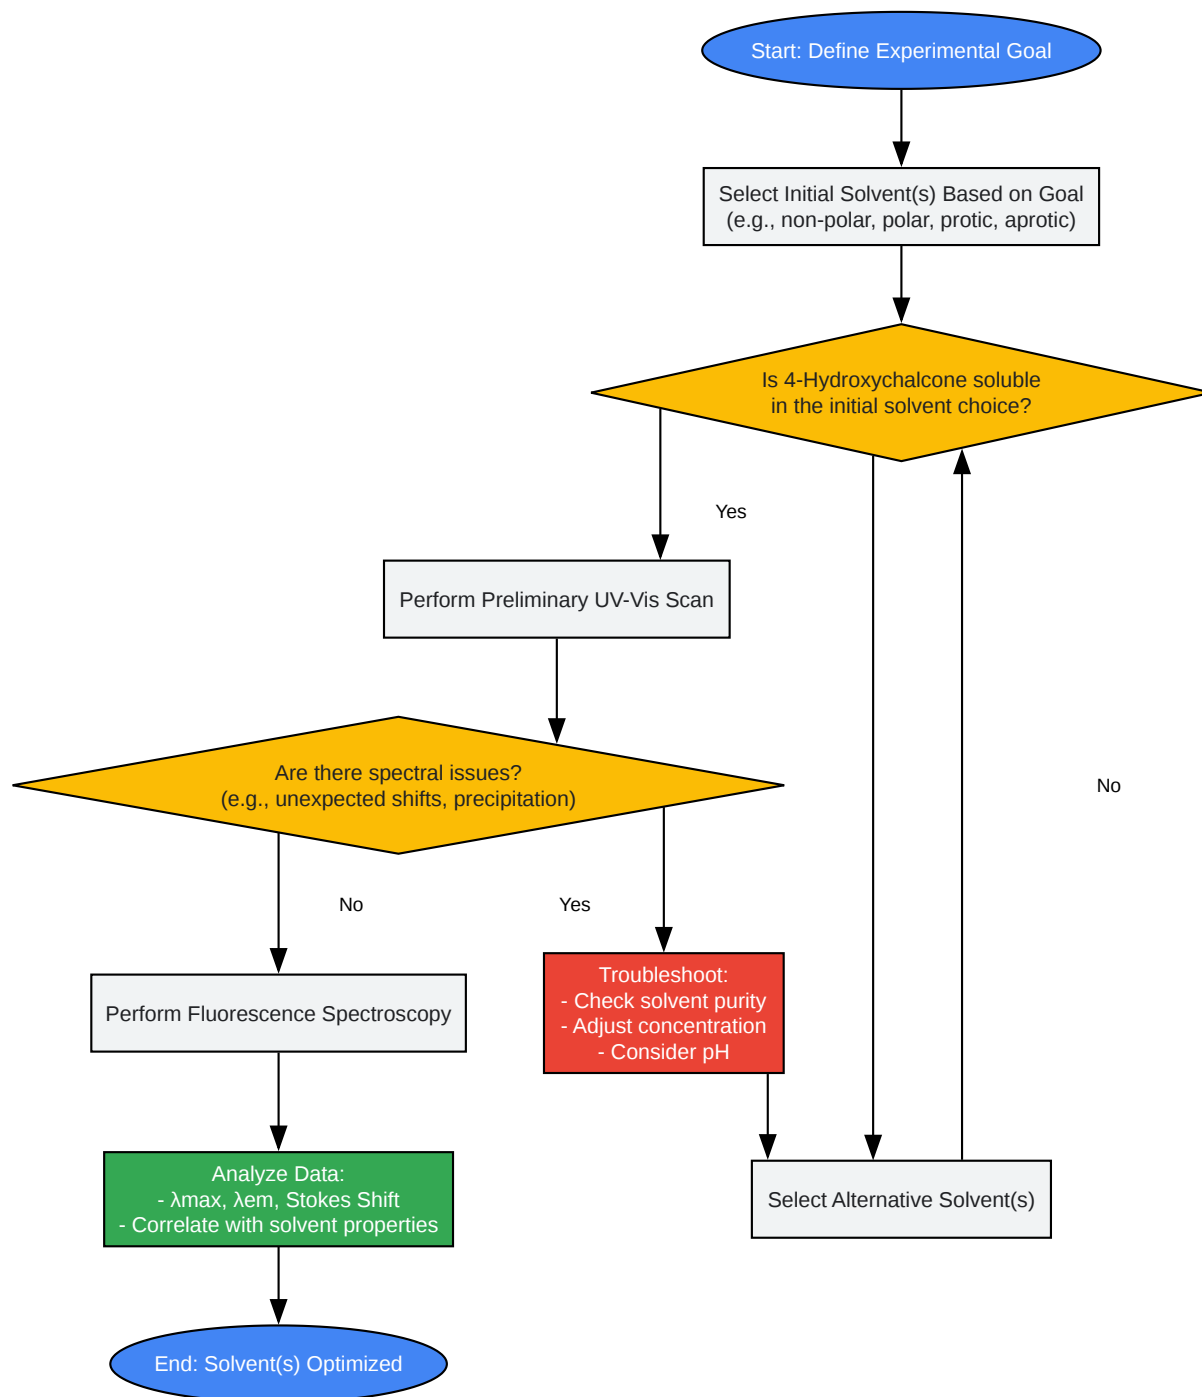 Start: Define Experimental Goal
Select Initial Solvent(s) Based on Goal
(e.g., non-polar, polar, protic, aprotic)
Is 4-Hydroxychalcone soluble
in the initial solvent choice?
Yes
Perform Preliminary UV-Vis Scan
Are there spectral issues?
(e.g., unexpected shifts, precipitation)
No
No
Yes
Troubleshoot:
- Check solvent purity
- Adjust concentration
- Consider pH
Perform Fluorescence Spectroscopy
Analyze Data:
- λmax, λem, Stokes Shift
- Correlate with solvent properties
Select Alternative Solvent(s)
End: Solvent(s) Optimized